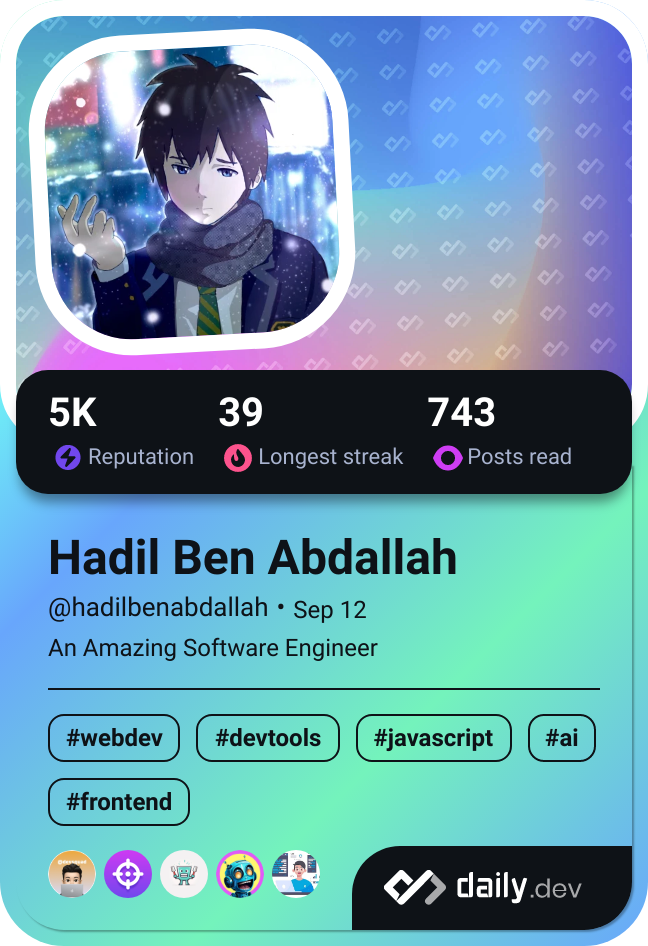 5K 39 743
Reputation Longest streak Posts read
Hadil Ben Abdallah
@hadilbenabdallah • Sep 12
An Amazing Software Engineer
#webdev #devtools #javascript #ai
#frontend
daily.dev